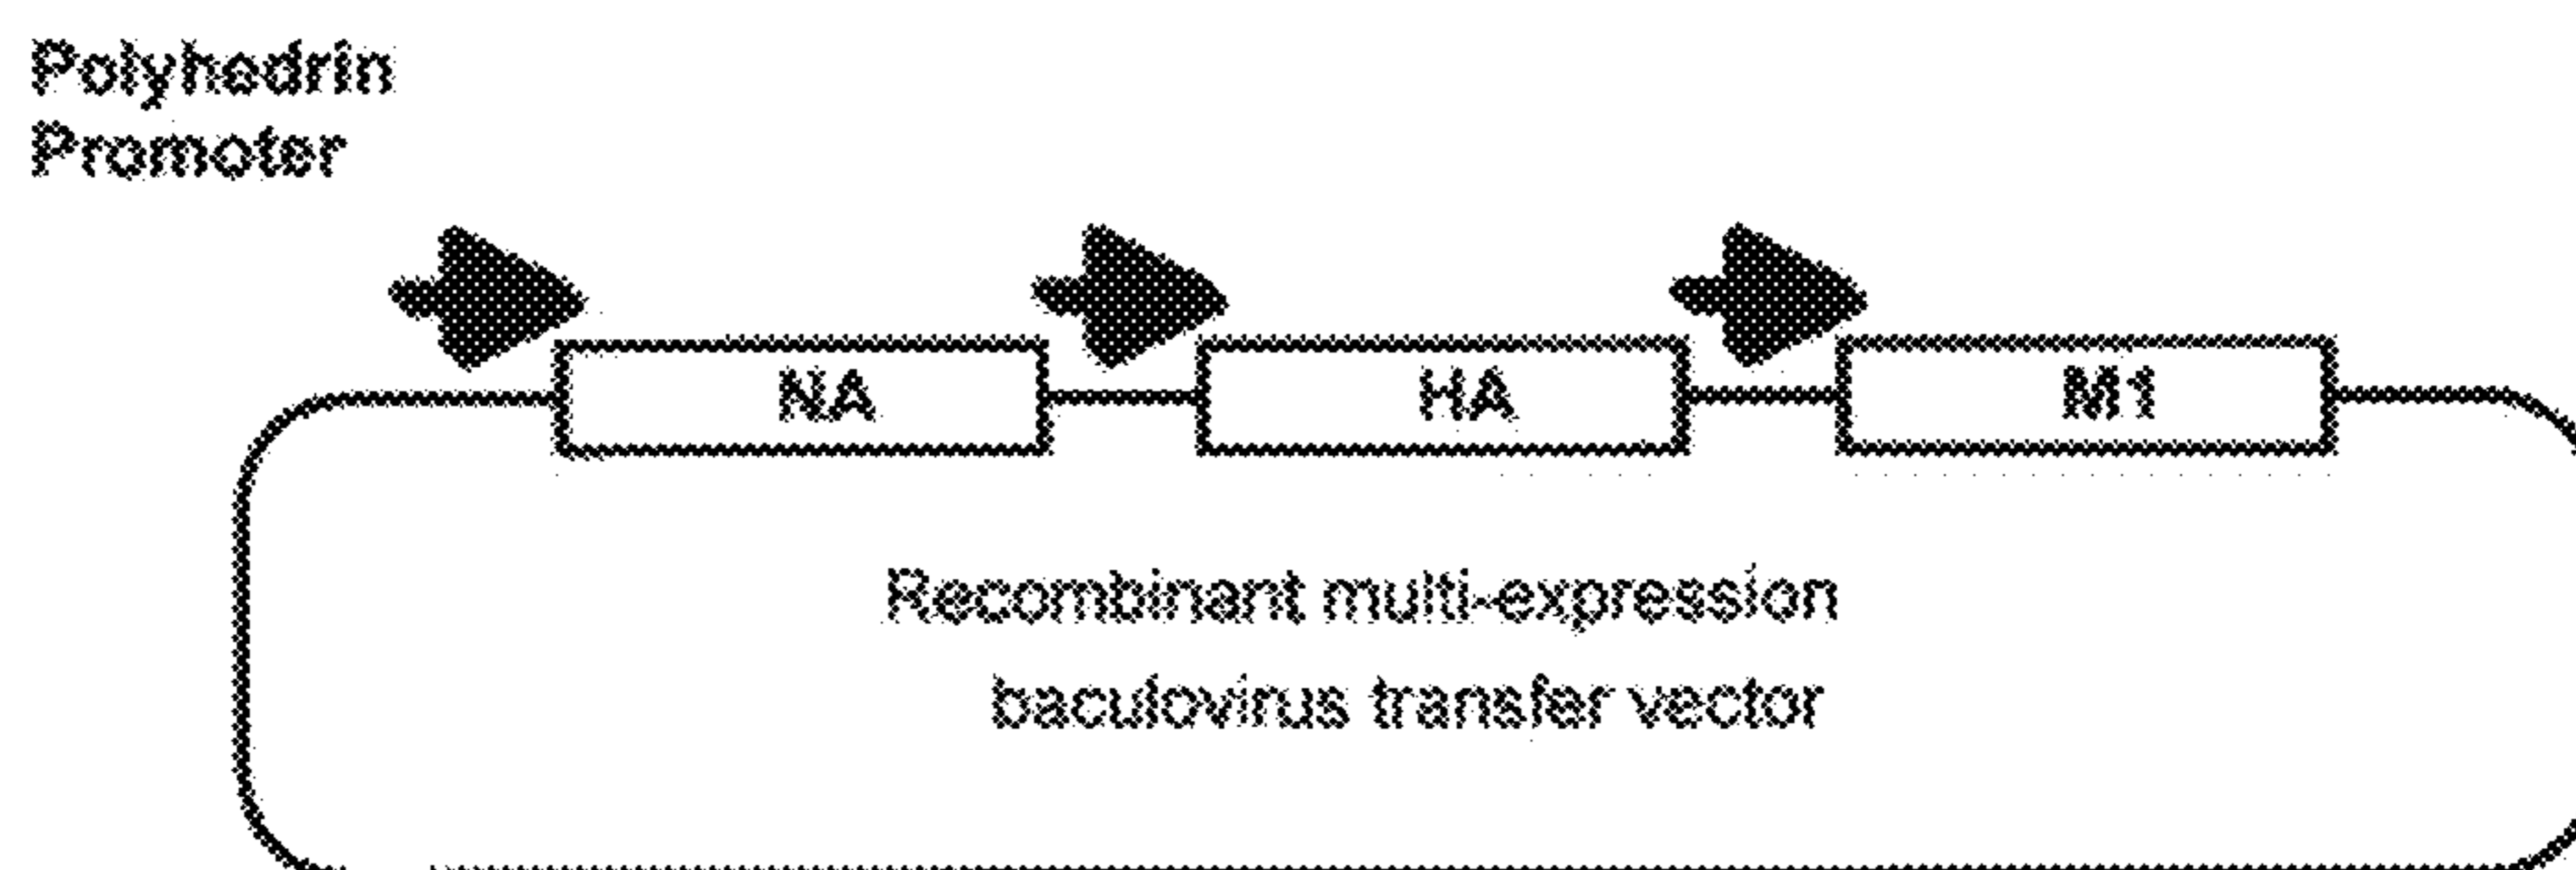 Polyhedrin
Promoter
NA HA M1
Recombinant multi-expression
baculovirus transfer vector